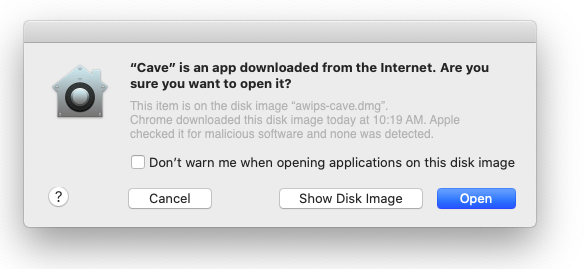 “Cave” is an app downloaded from the Internet. Are you
sure you want to open it?
This item is on the disk image “awips-cave.dmg”.
Chrome downloaded this disk image today at 10:19 AM. Apple
checked it for malicious software and none was detected.
Don’t warn me when opening applications on this disk image
?
Cancel
Show Disk Image
Open